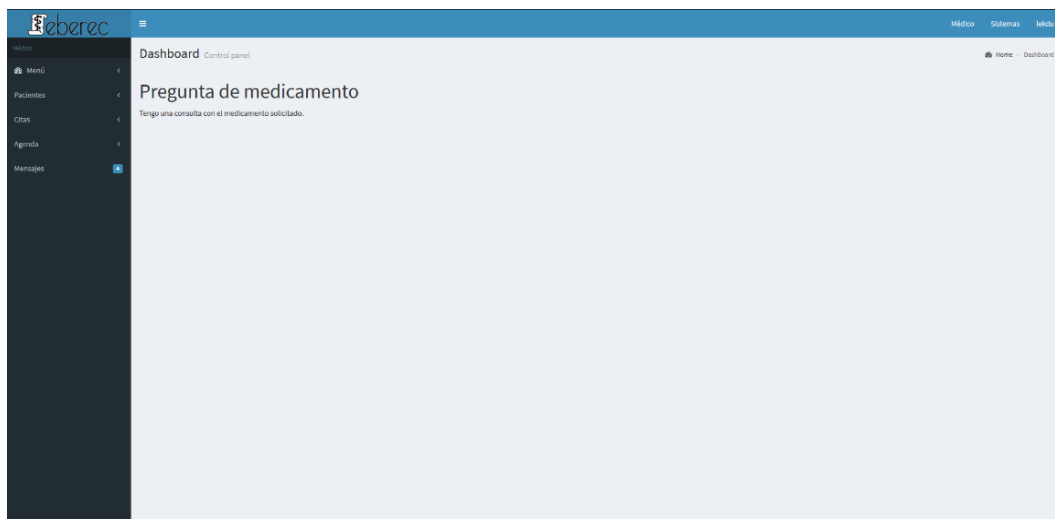 eberec
Médico Sistemas lekdu
Médico
Dashboard Control panel
Home Dashboard
Menú
Pacientes
Citas
Agenda
Mensajes
Pregunta de medicamento
Tengo una consulta con el medicamento solicitado.